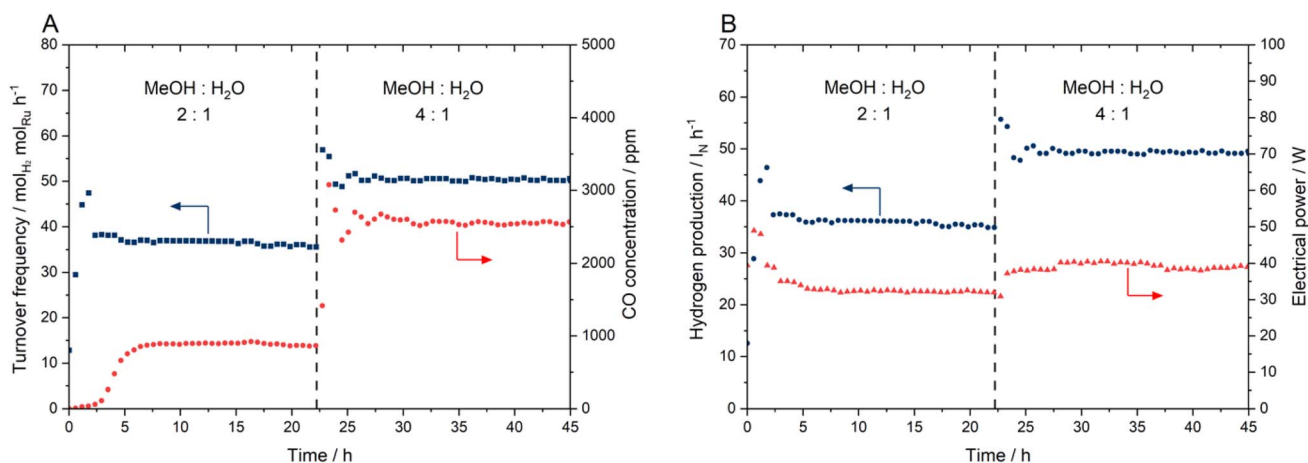 A
Turnover frequency / mol_H₂ mol_Ru h⁻¹
80
70
60
50
40
30
20
10
0
MeOH : H₂O
2 : 1
MeOH : H₂O
4 : 1
5000
4000
3000
2000
1000
0
CO concentration / ppm
0 5 10 15 20 25 30 35 40 45
Time / h
B
Hydrogen production / l_N h⁻¹
70
60
50
40
30
20
10
0
MeOH : H₂O
2 : 1
MeOH : H₂O
4 : 1
100
90
80
70
60
50
40
30
20
10
0
Electrical power / W
0 5 10 15 20 25 30 35 40 45
Time / h